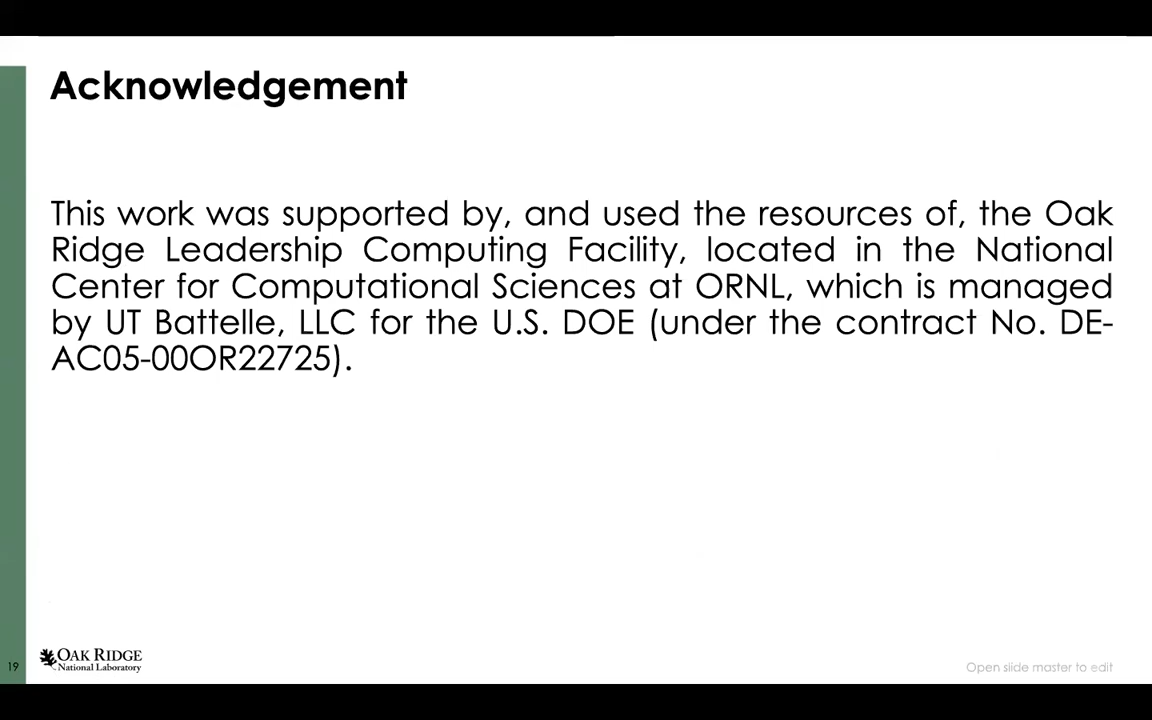 Acknowledgement
This work was supported by, and used the resources of, the Oak
Ridge Leadership Computing Facility, located in the National
Center for Computational Sciences at ORNL, which is managed
by UT Battelle, LLC for the U.S. DOE (under the contract No. DE-
AC05-00OR22725).
19
OAK RIDGE
National Laboratory
Open slide master to edit